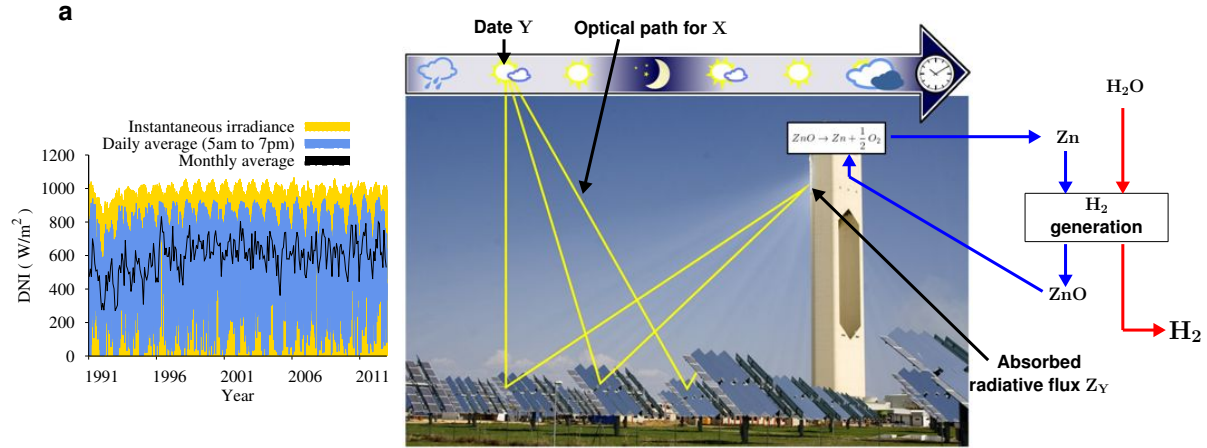 a
Date Y
Optical path for X
Instantaneous irradiance
Daily average (5am to 7pm)
Monthly average
DNI ( W/m²)
1200
1000
800
600
400
200
0
1991
1996
2001
2006
2012
Year
ZnO → Zn + 1/2 O₂
H₂O
Zn
H₂
generation
ZnO
H₂
Absorbed
radiative flux Z_Y